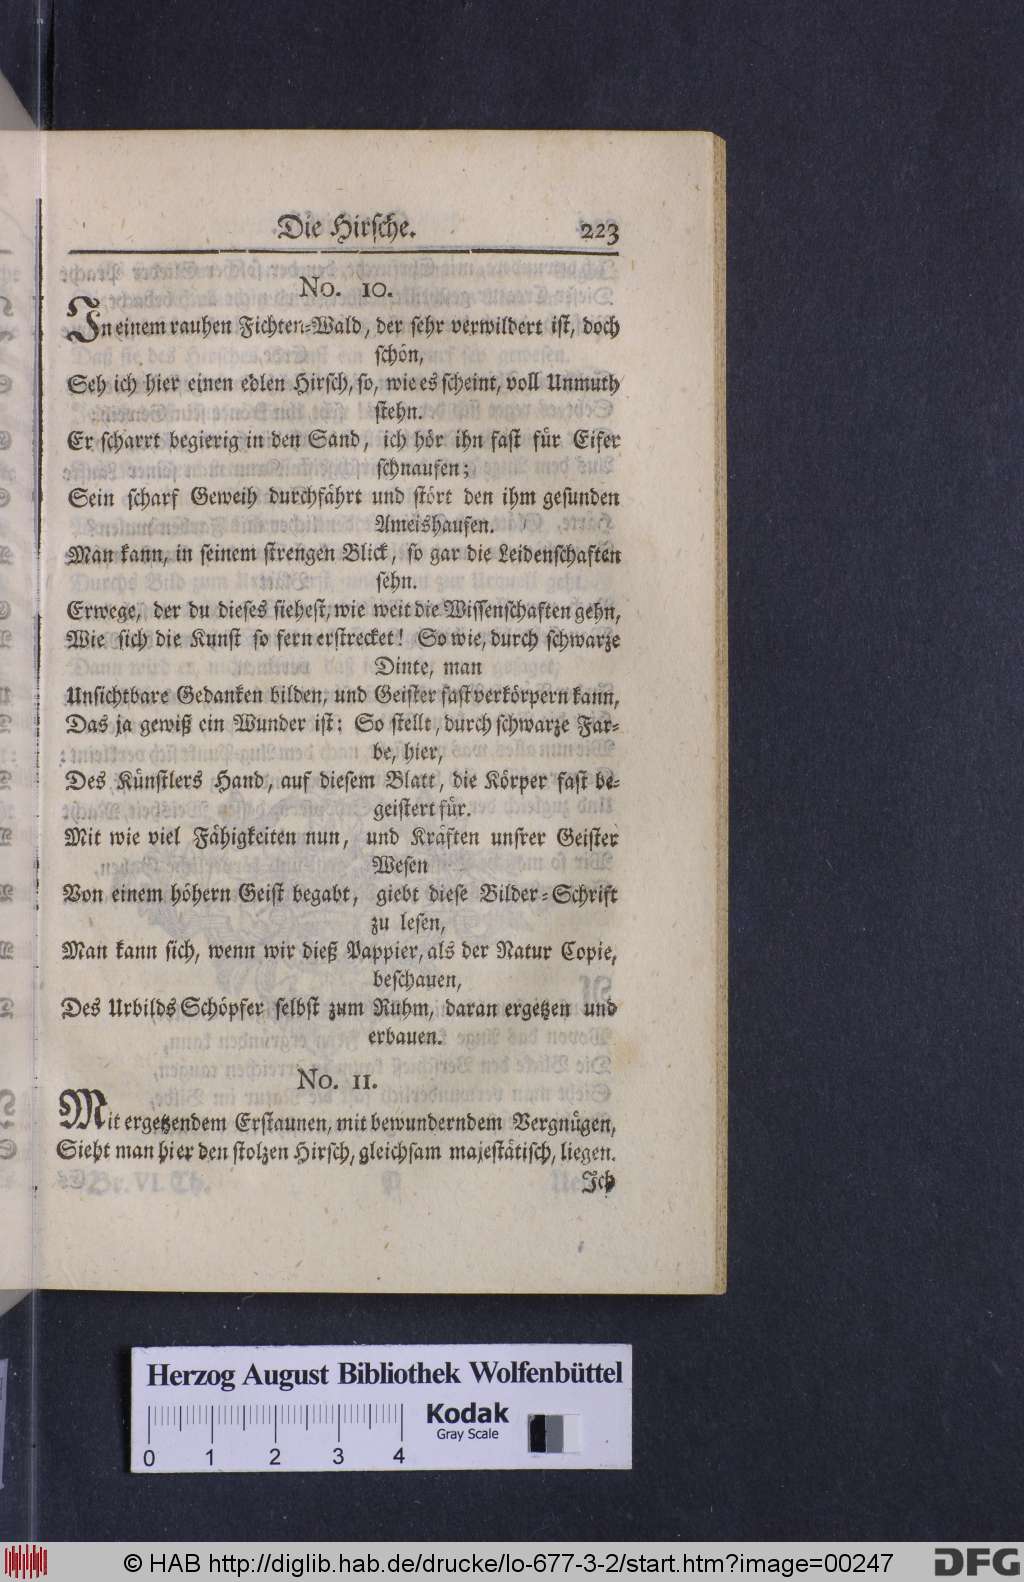 Die Hirsche. 223
No. 10.
In einem rauhen Fichten-Wald, der sehr verwildert ist, doch
schön,
Seh ich hier einen edlen Hirsch, so, wie es scheint, voll Unmuth
stehn.
Er scharrt begierig in den Sand, ich hör ihn fast für Eifer
schnaufen;
Sein scharf Geweih durchfährt und stört den ihm gesunden
Ameishaufen.
Man kann, in seinem strengen Blick, so gar die Leidenschaften
sehn.
Erwege, der du dieses siehest, wie weit die Wissenschaften gehn,
Wie sich die Kunst so fern erstrecket! So wie, durch schwarze
Dinte, man
Unsichtbare Gedanken bilden, und Geister fast verkörpern kann,
Das ja gewiß ein Wunder ist: So stellt, durch schwarze Far-
be, hier,
Des Künstlers Hand, auf diesem Blatt, die Körper fast be-
geistert für.
Mit wie viel Fähigkeiten nun, und Kräften unsrer Geister
Wesen
Von einem höhern Geist begabt, giebt diese Bilder-Schrift
zu lesen,
Man kann sich, wenn wir dieß Pappier, als der Natur Copie,
beschauen,
Des Urbilds Schöpfer selbst zum Ruhm, daran ergetzen und
erbauen.
No. 11.
Mit ergetzendem Erstaunen, mit bewunderndem Vergnügen,
Sieht man hier den stolzen Hirsch, gleichsam majestätisch, liegen.
Ich
Herzog August Bibliothek Wolfenbüttel
Kodak
Gray Scale
0 1 2 3 4
© HAB http://diglib.hab.de/drucke/lo-677-3-2/start.htm?image=00247
DFG